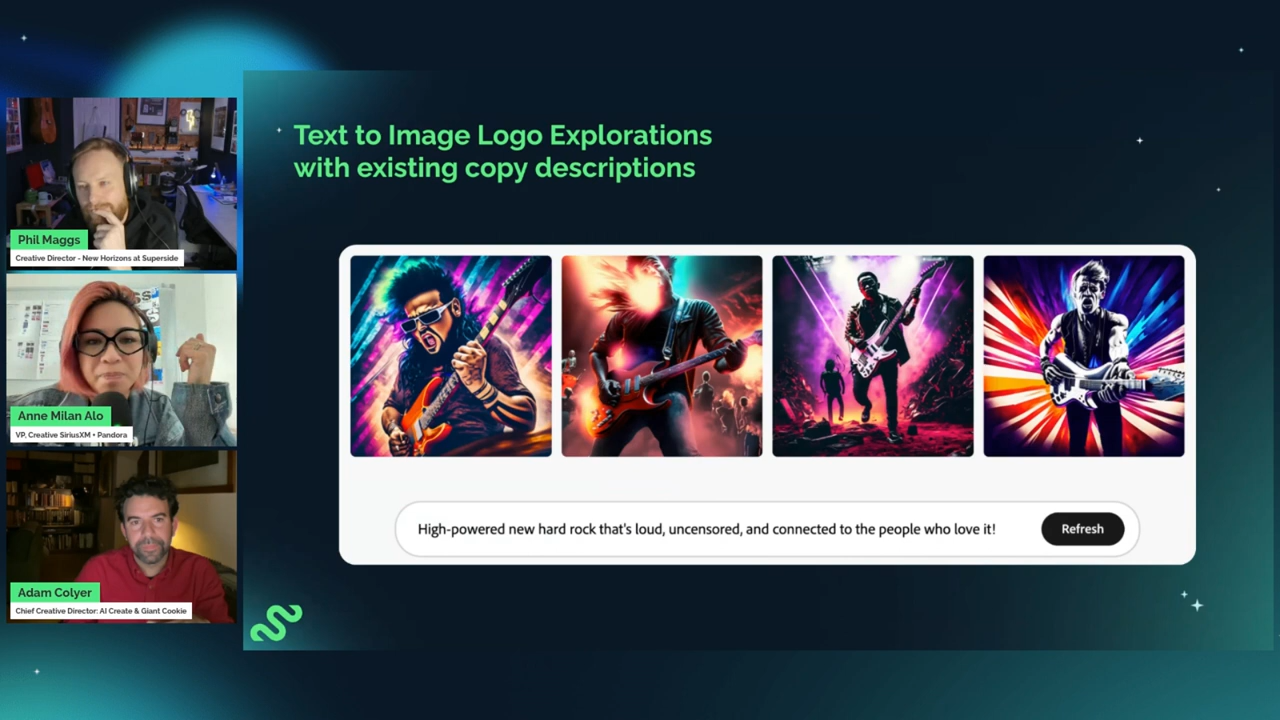 Text to Image Logo Explorations
with existing copy descriptions
Phil Maggs
Creative Director - New Horizons at Superside
Anne Milan Alo
VP, Creative SiriusXM + Pandora
Adam Colyer
Chief Creative Director: AI Create & Giant Cookie
High-powered new hard rock that's loud, uncensored, and connected to the people who love it!
Refresh